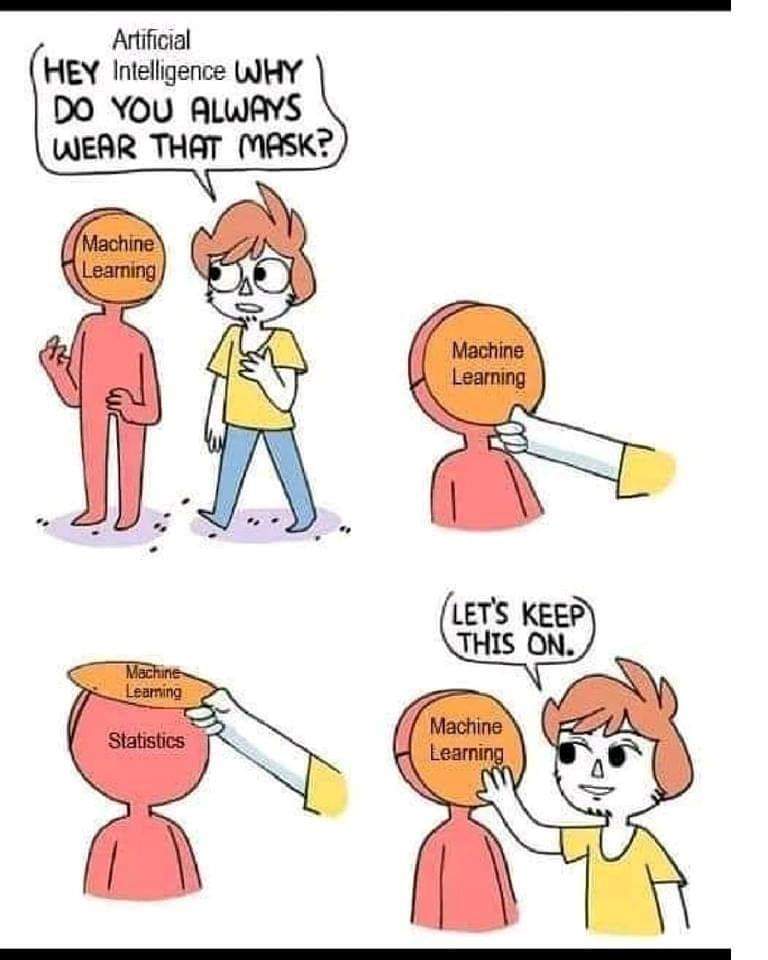 Artificial
HEY Intelligence WHY
DO YOU ALWAYS
WEAR THAT MASK?
Machine
Learning
Machine
Learning
Machine
Learning
Statistics
LET'S KEEP
THIS ON.
Machine
Learning